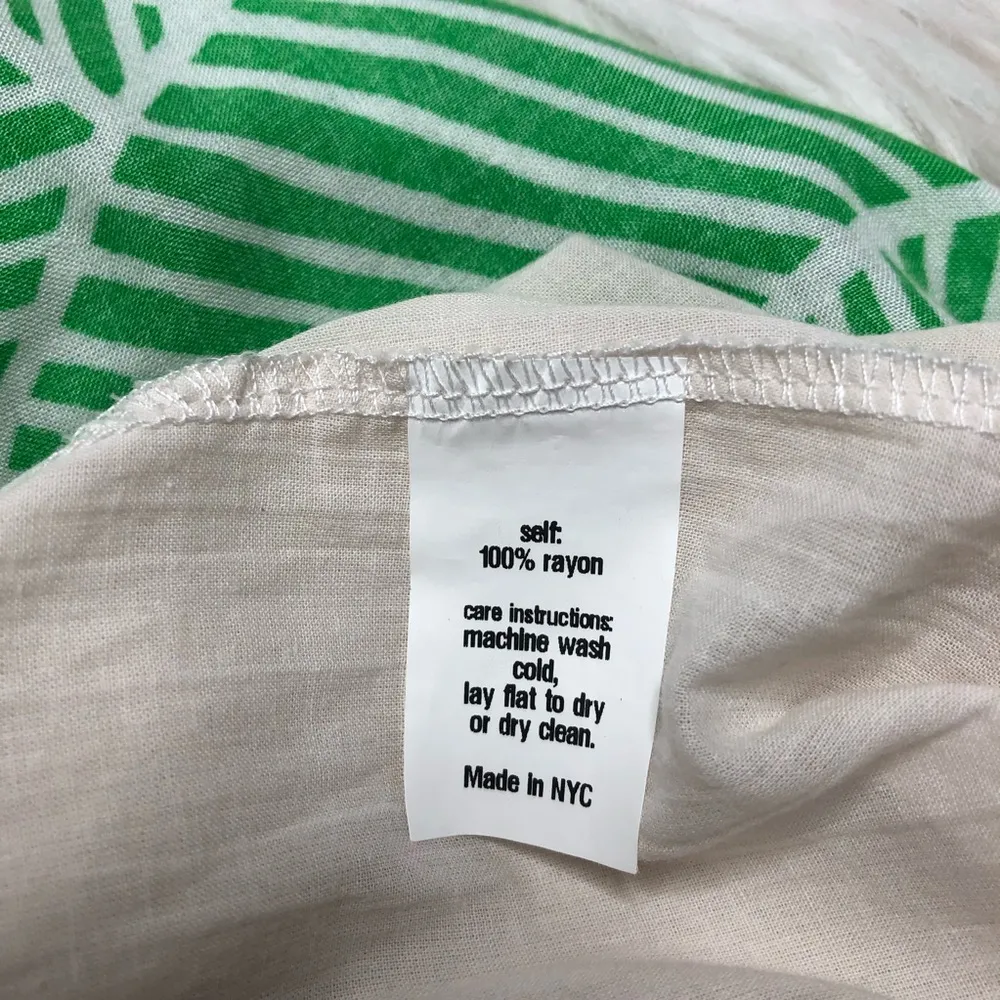 self:
100% rayon
care instructions:
machine wash
cold,
lay flat to dry
or dry clean.
Made in NYC